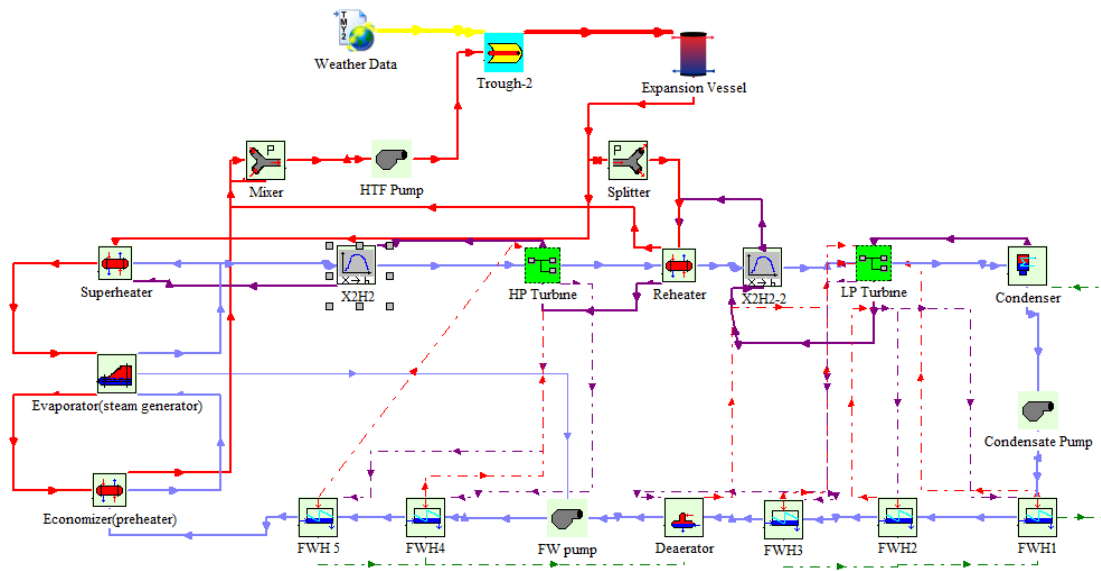 TMY2
Weather Data
Trough-2
Expansion Vessel
P
Mixer
HTF Pump
P
Splitter
Superheater
X→h
X2H2
HP Turbine
Reheater
X→h
X2H2-2
LP Turbine
Condenser
Evaporator(steam generator)
Condensate Pump
Economizer(preheater)
FWH 5
FWH4
FW pump
Deaerator
FWH3
FWH2
FWH1